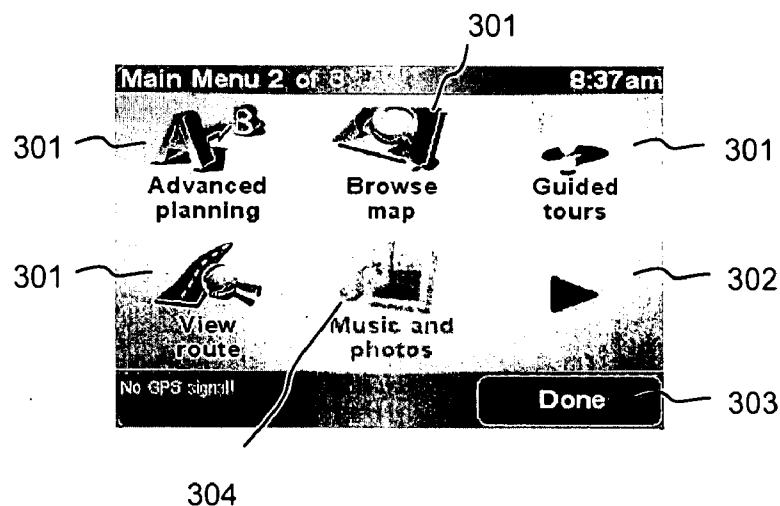 301
Main Menu 2 of 3 8:37am
301 301
Advanced planning
Browse map
Guided tours
301 302
View route
Music and photos
No GPS signal!
Done
303
304